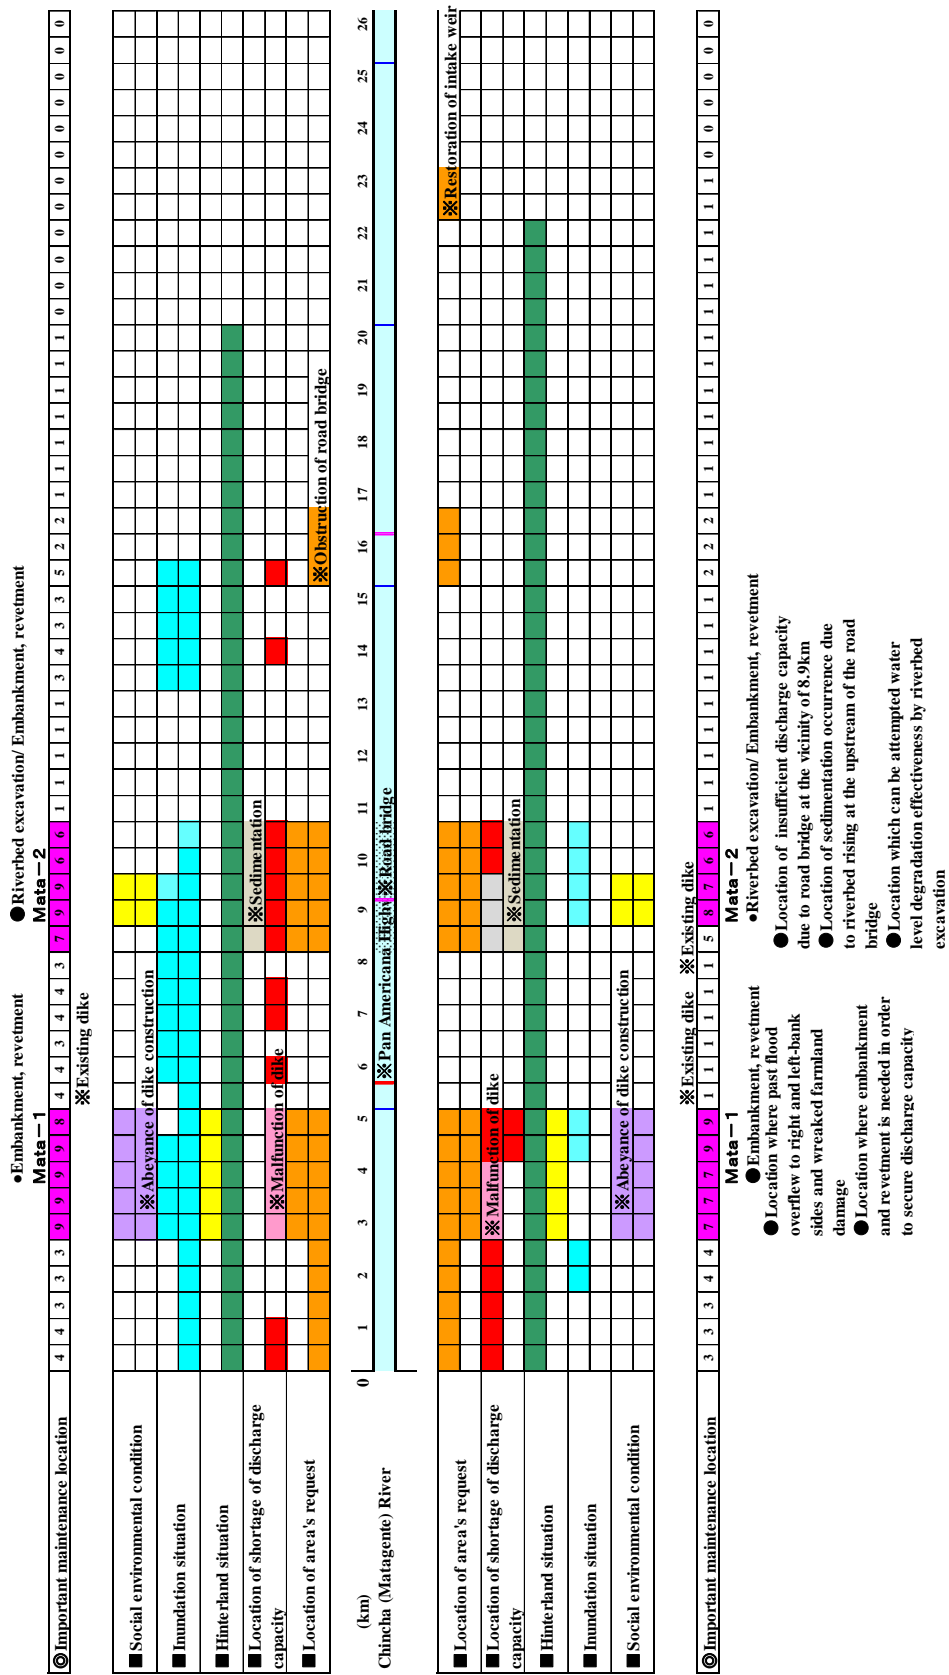 •Embankment, revetment
●Riverbed excavation/ Embankment, revetment
Mata－1
Mata－2
◎Important maintenance location 4 4 3 3 3 9 9 9 9 8 4 4 3 4 4 3 7 9 9 6 6 1 1 1 1 1 3 4 3 3 5 2 2 1 1 1 1 1 1 1 0 0 0 0 0 0 0 0 0 0 0 0
※Existing dike
■Social environmental condition
※Abeyance of dike construction
■Inundation situation
■Hinterland situation
■Location of shortage of discharge
capacity
※Sedimentation
※Malfunction of dike
■Location of area's request
※Obstruction of road bridge
(km) 0 1 2 3 4 5 6 7 8 9 10 11 12 13 14 15 16 17 18 19 20 21 22 23 24 25 26
Chincha (Matagente) River
※Pan Americana Highw
※Road bridge
■Location of area's request
※Restoration of intake weir
■Location of shortage of discharge
capacity
※Malfunction of dike
※Sedimentation
■Hinterland situation
■Inundation situation
■Social environmental condition
※Abeyance of dike construction
※Existing dike
※Existing dike
◎Important maintenance location 3 3 3 4 4 7 7 7 9 9 1 1 1 1 1 1 5 8 7 6 6 1 1 1 1 1 1 1 1 1 2 2 2 1 1 1 1 1 1 1 1 1 1 1 1 1 0 0 0 0 0 0
Mata－1
●Embankment, revetment
●Location where past flood
overflew to right and left-bank
sides and wreaked farmland
damage
●Location where embankment
and revetment is needed in order
to secure discharge capacity
Mata－2
•Riverbed excavation/ Embankment, revetment
●Location of insufficient discharge capacity
due to road bridge at the vicinity of 8.9km
●Location of sedimentation occurrence due
to riverbed rising at the upstream of the road
bridge
●Location which can be attempted water
level degradation effectiveness by riverbed
excavation